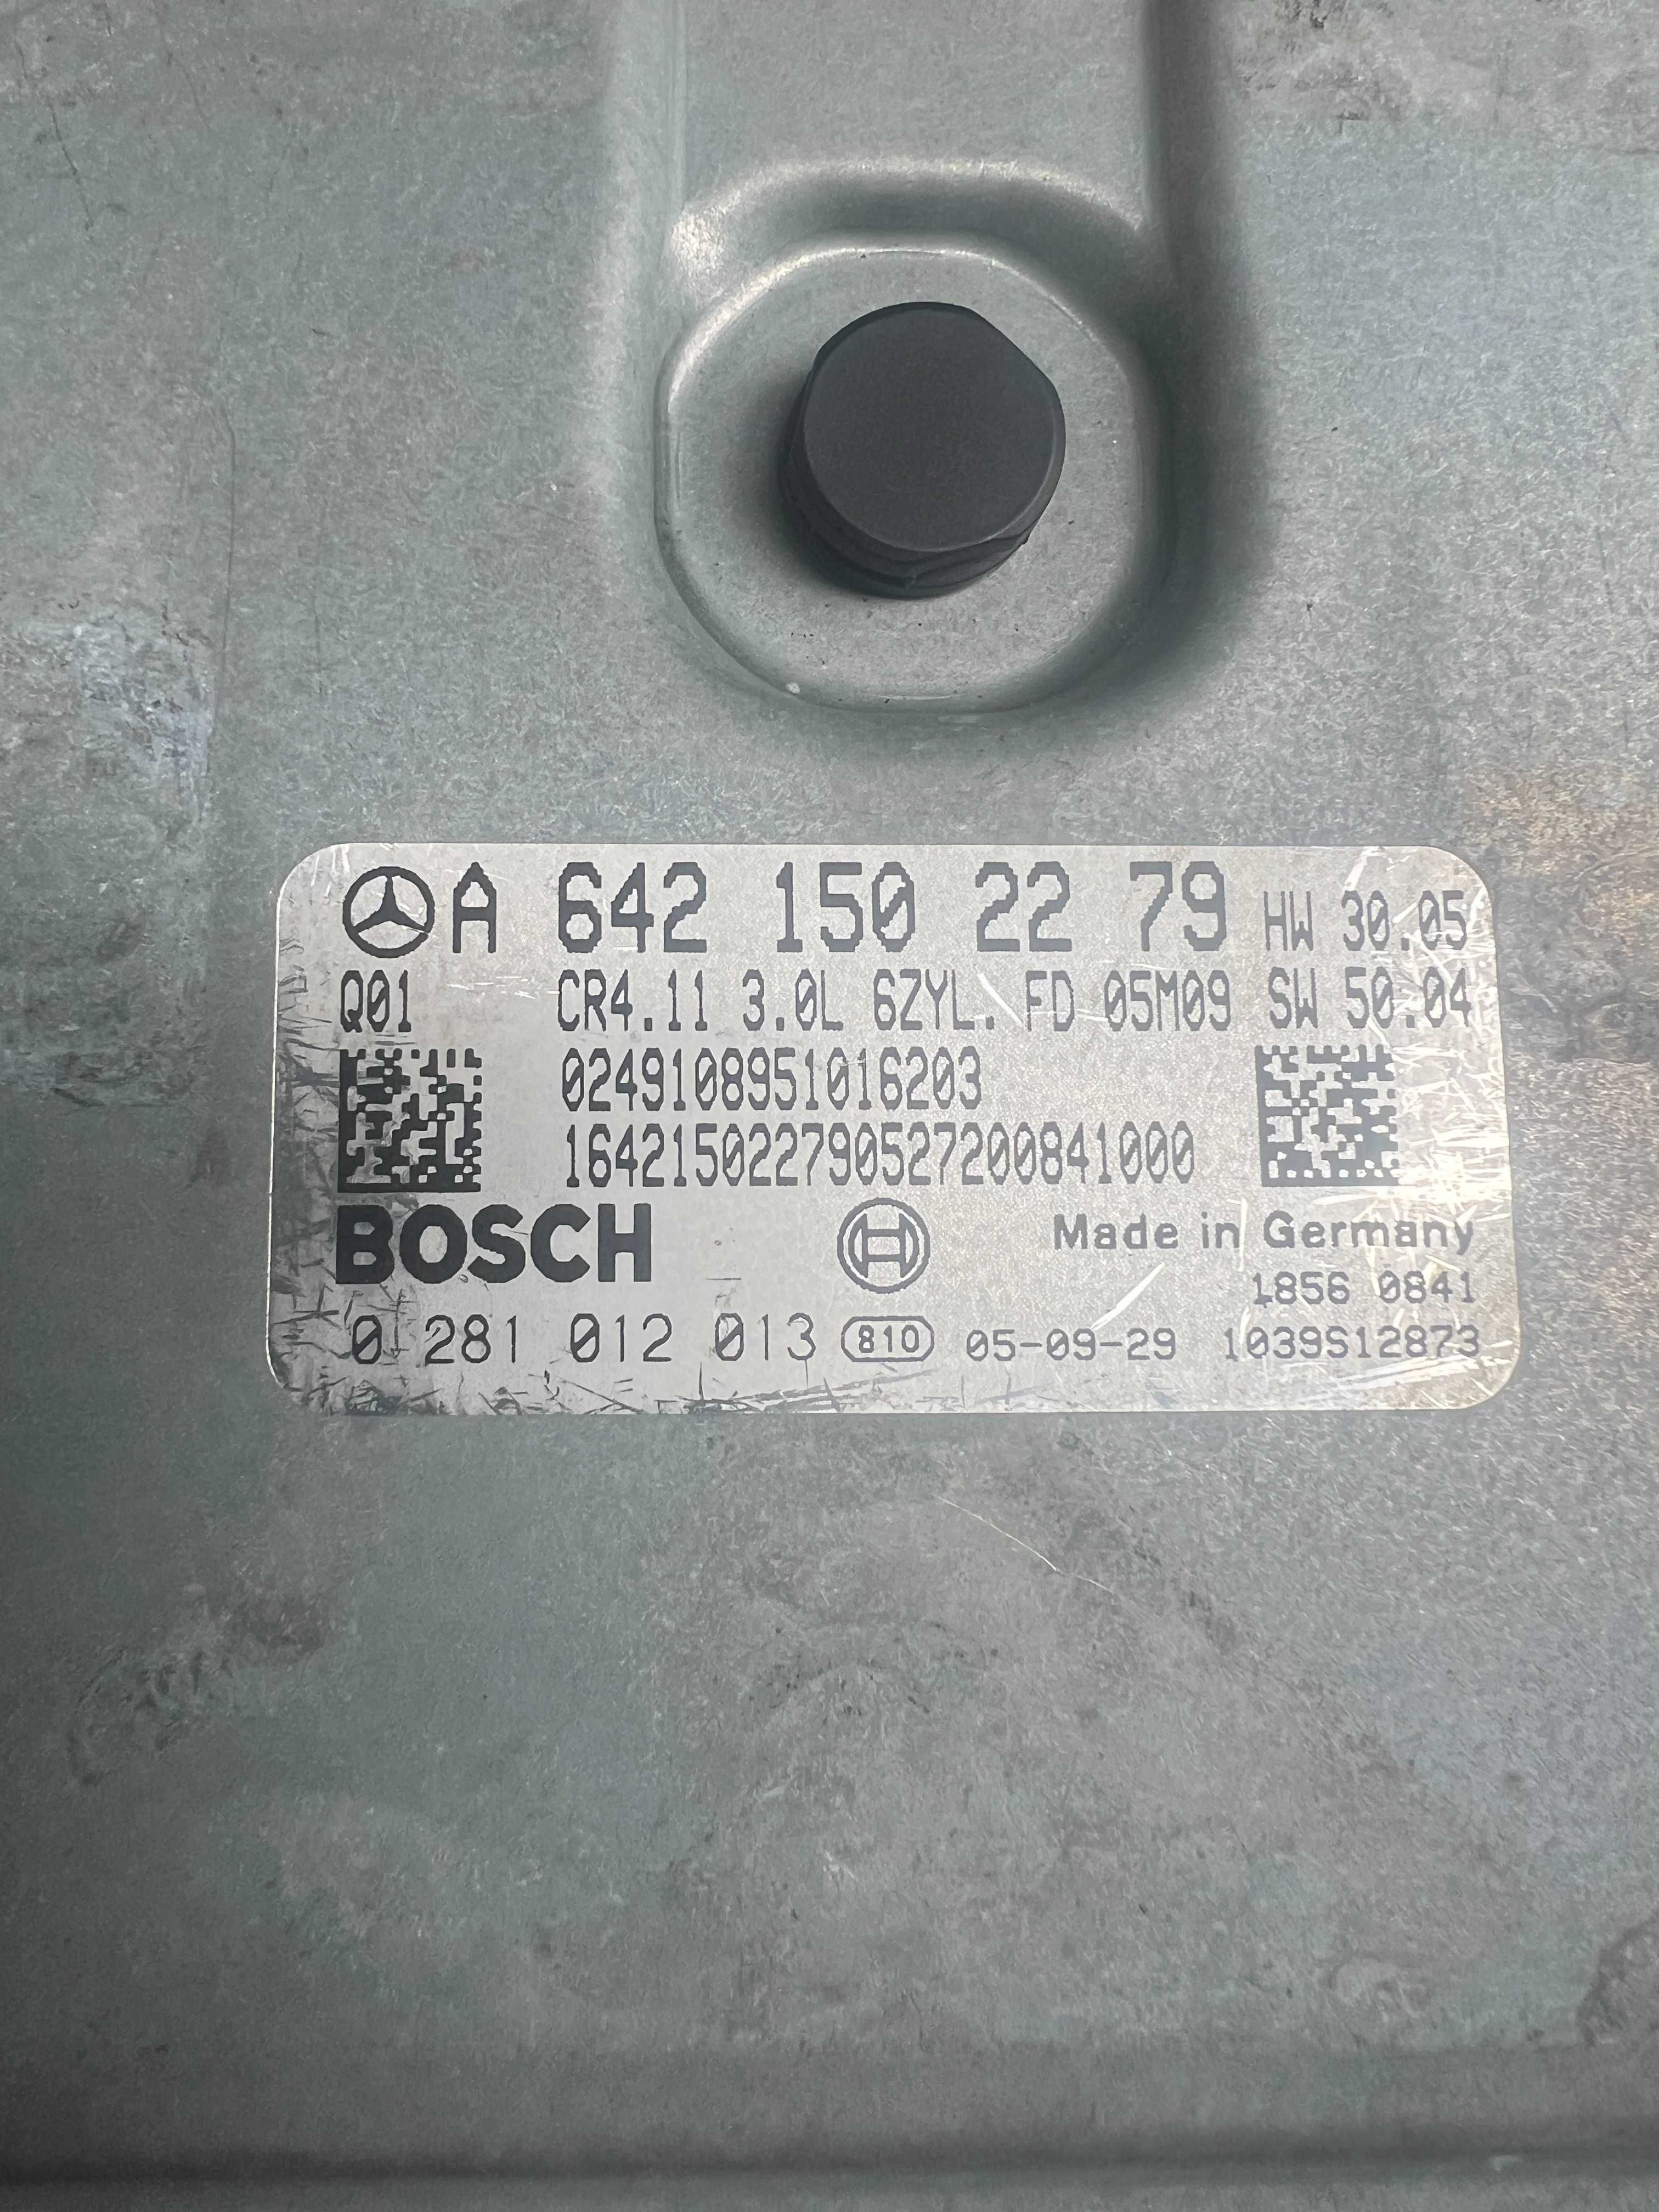 A 642 150 22 79 HW 30.05
Q01 CR4.11 3.0L 6ZYL. FD 05M09 SW 50.04
0249108951016203
16421502279052720084​1000
BOSCH Made in Germany
1856 0841
0 281 012 013 810 05-09-29 1039S12873